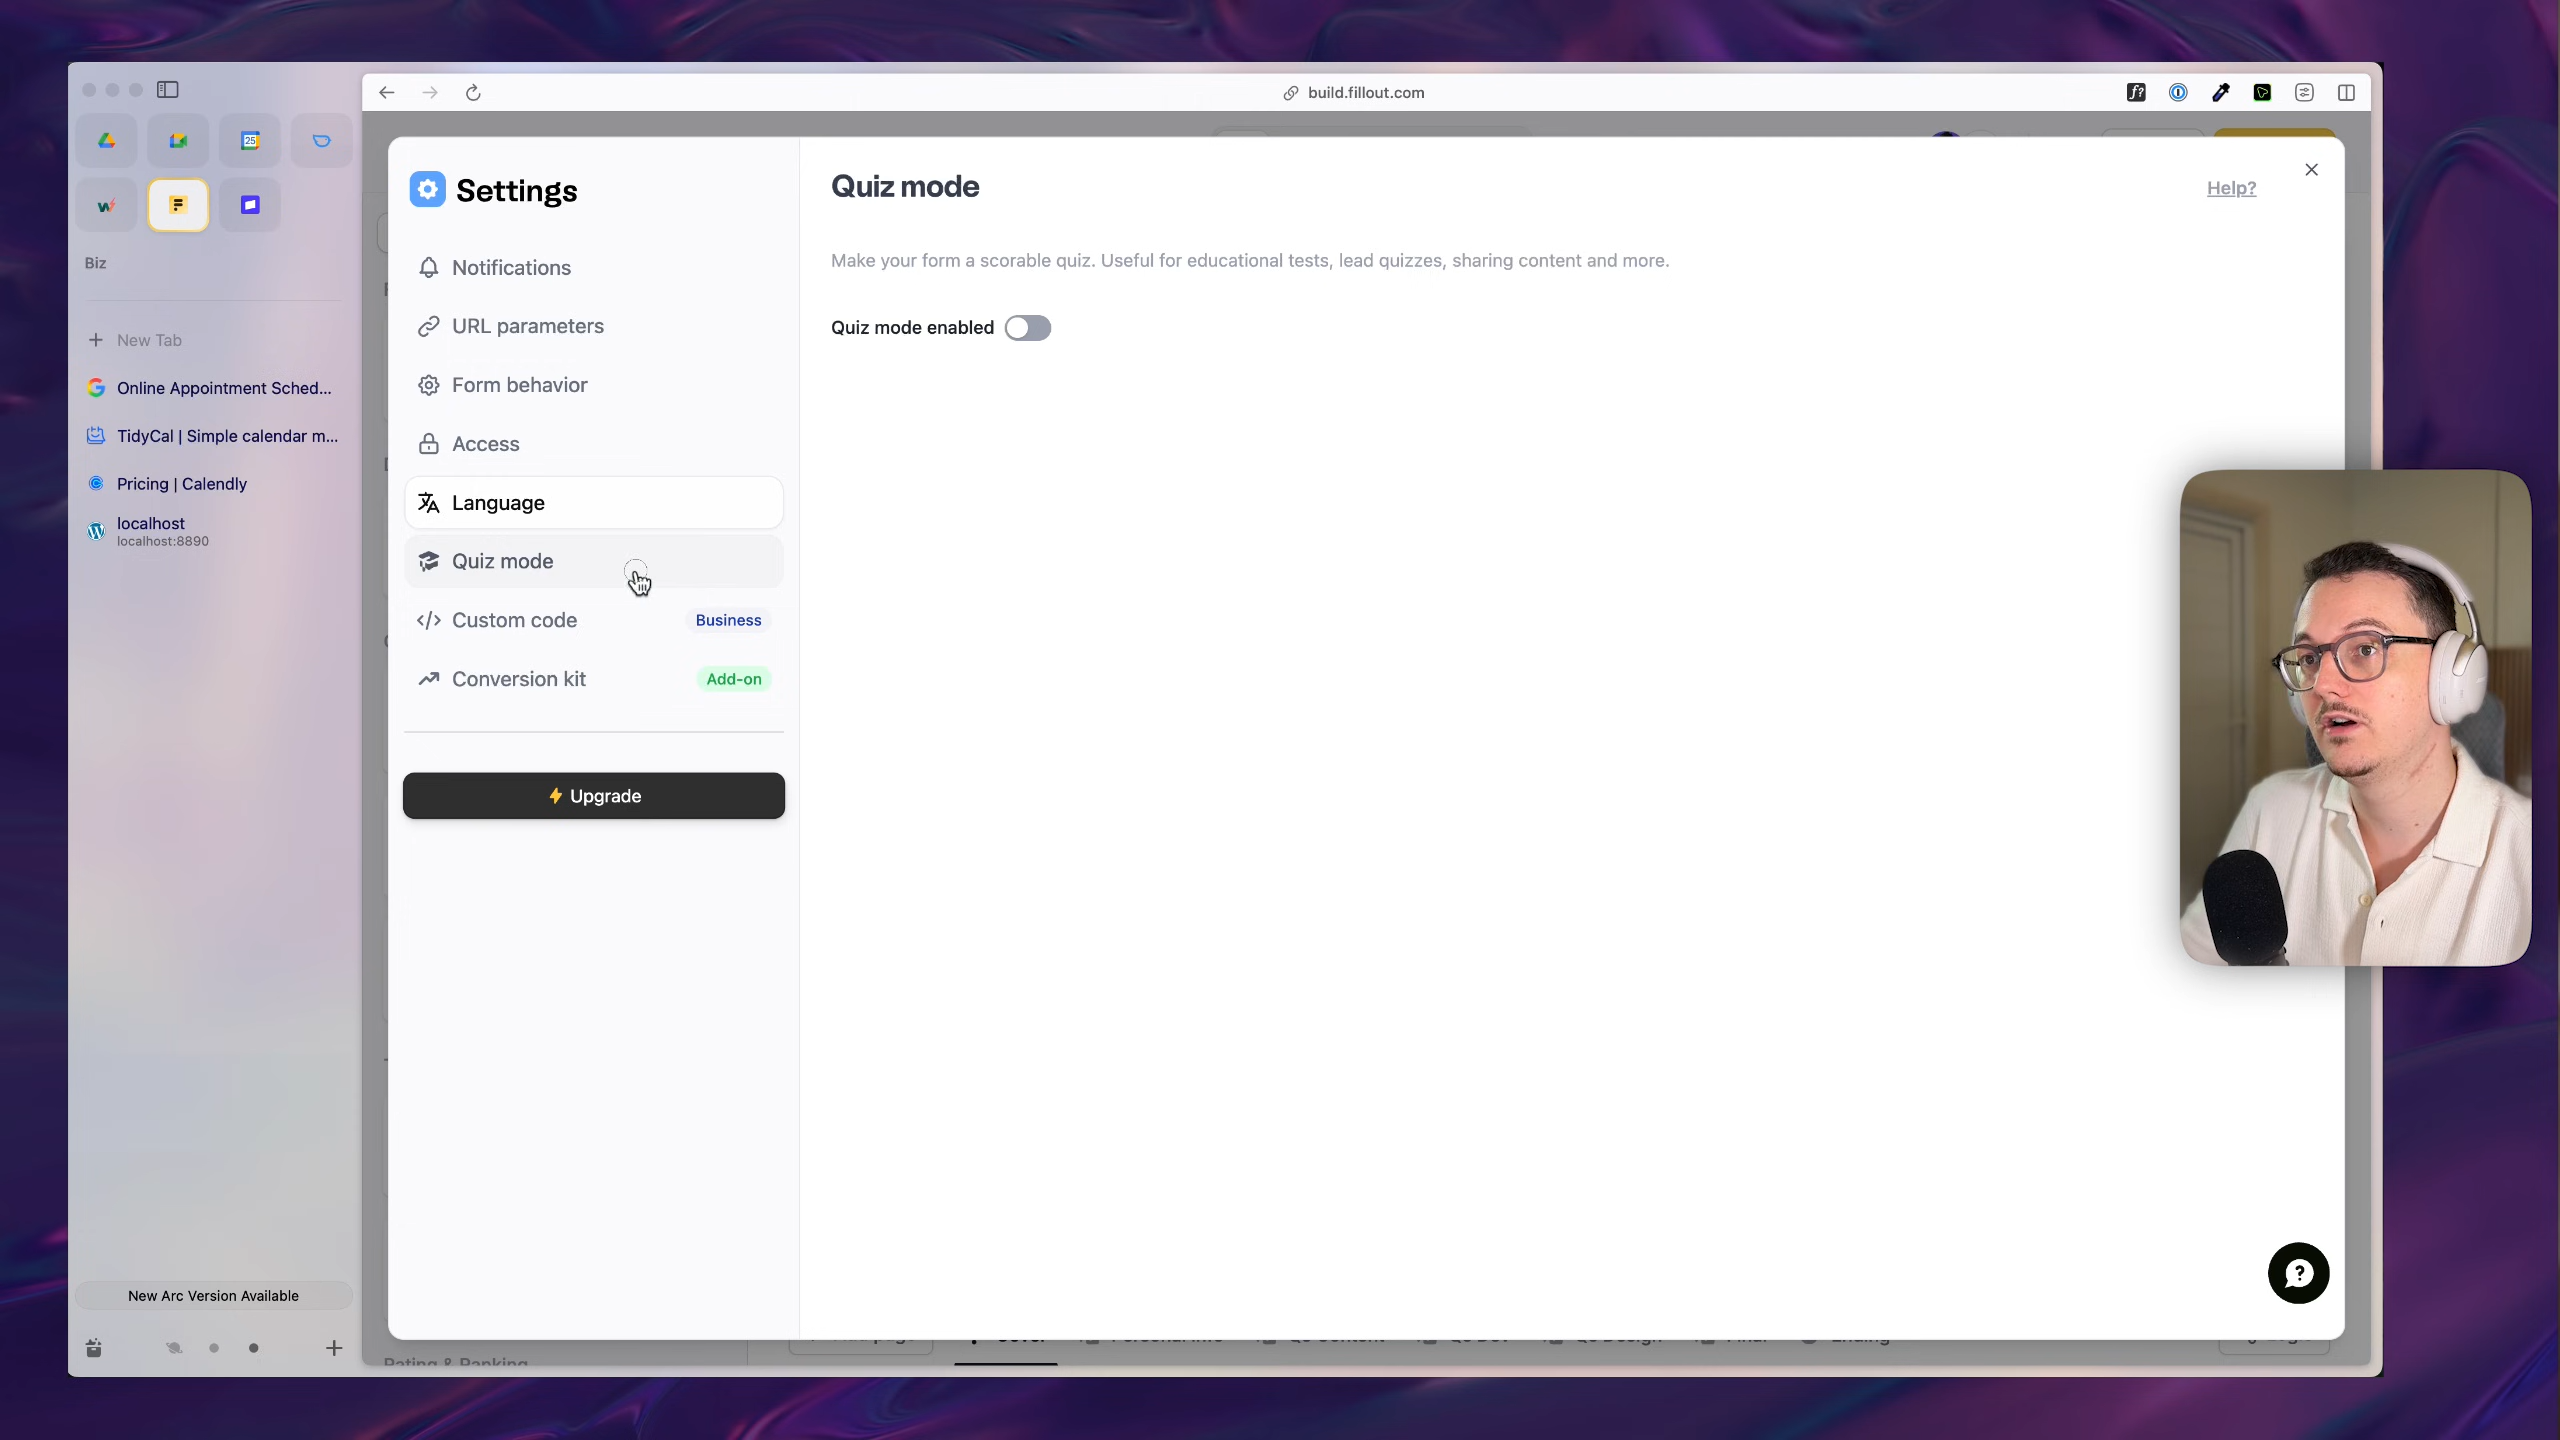 build.fillout.com
25
Biz
New Tab
Online Appointment Sched...
TidyCal | Simple calendar m...
Pricing | Calendly
localhost
localhost:8890
New Arc Version Available
Settings
Notifications
URL parameters
Form behavior
Access
Language
Quiz mode
Custom code
Business
Conversion kit
Add-on
Upgrade
Quiz mode
Help?
Make your form a scorable quiz. Useful for educational tests, lead quizzes, sharing content and more.
Quiz mode enabled
Rating & Ranking